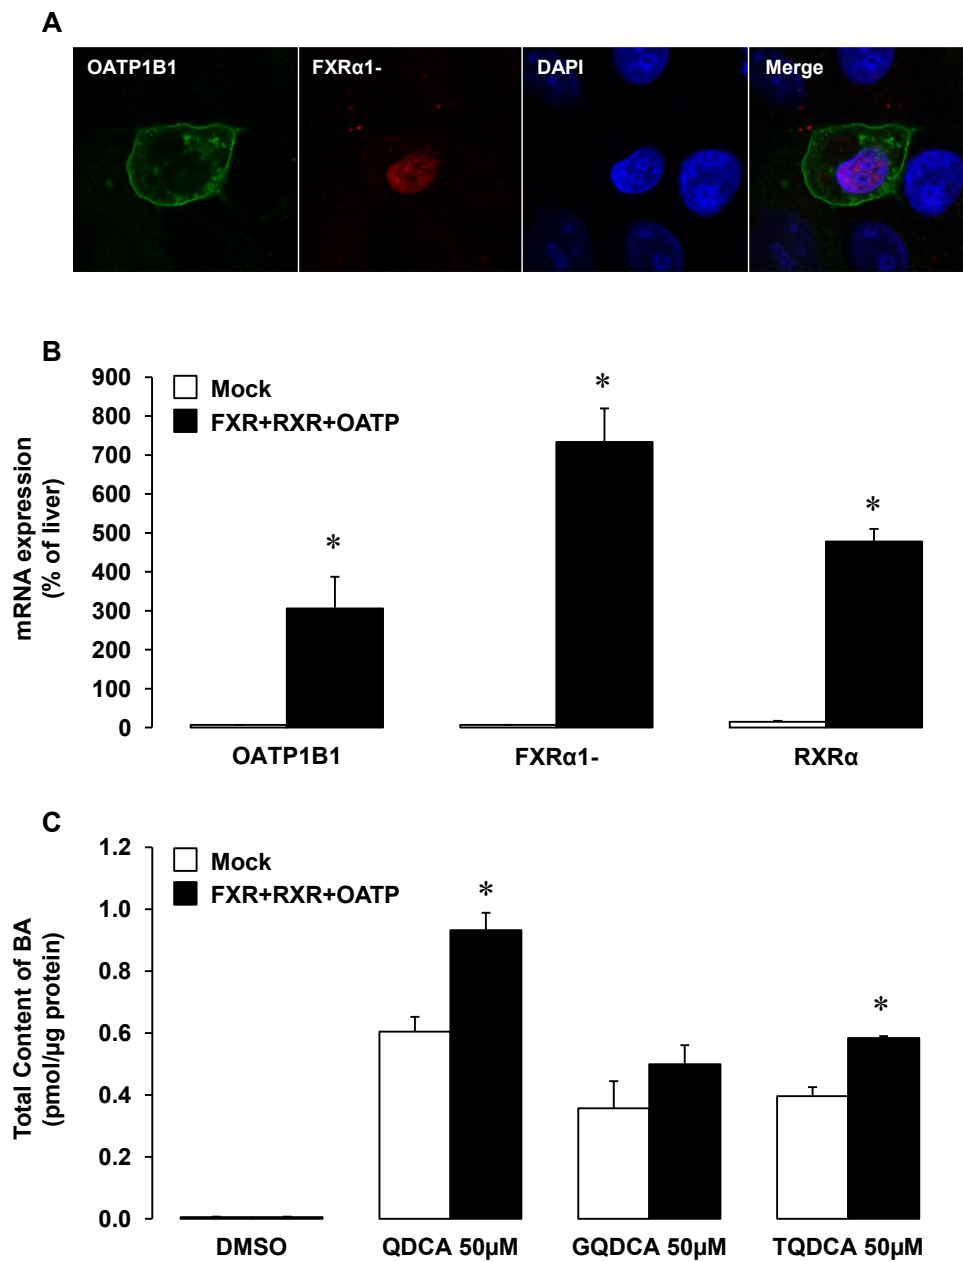 A
OATP1B1 FXRα1- DAPI Merge
B
900
800
700
600
500
400
300
200
100
0
mRNA expression
(% of liver)
Mock
FXR+RXR+OATP
*
*
*
OATP1B1 FXRα1- RXRα
C
1.2
1.0
0.8
0.6
0.4
0.2
0.0
Total Content of BA
(pmol/µg protein)
Mock
FXR+RXR+OATP
*
*
DMSO QDCA 50µM GQDCA 50µM TQDCA 50µM